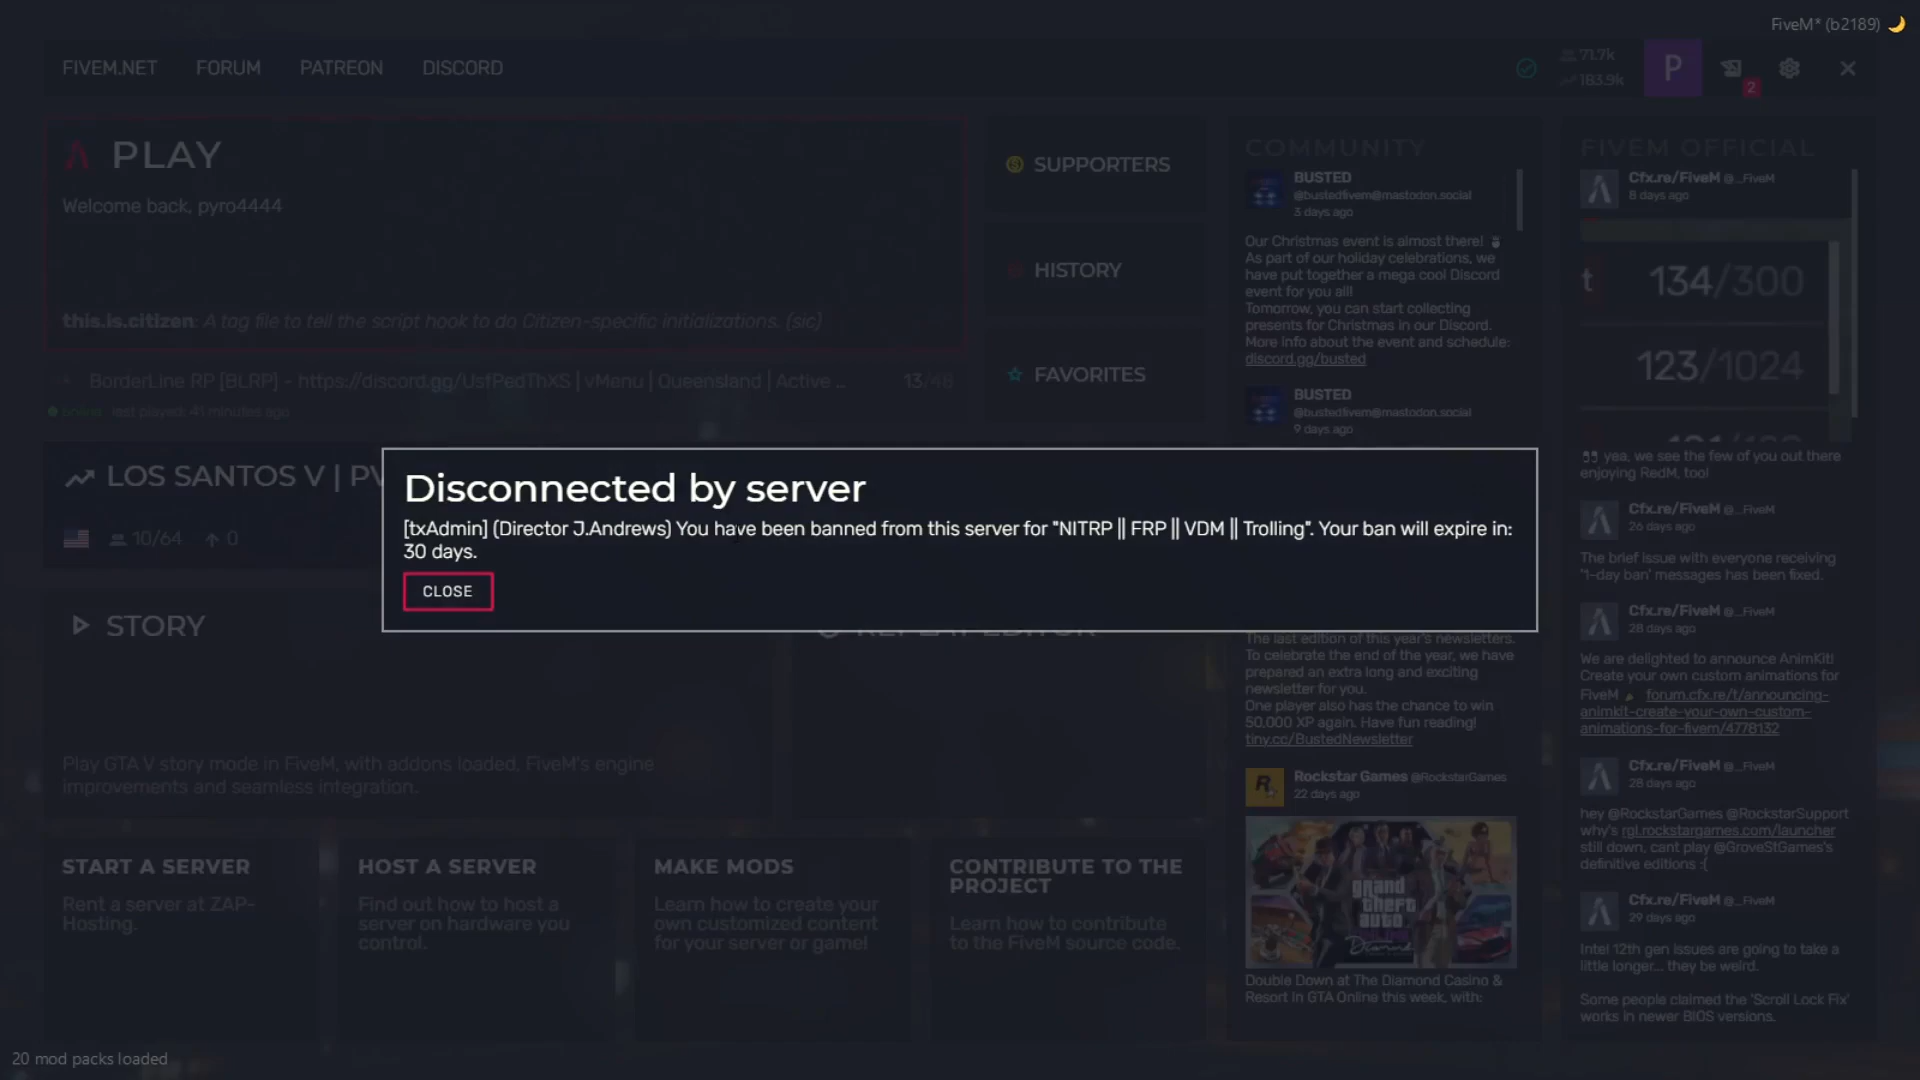 FiveM* (b2189)
FIVEM.NET
FORUM
PATREON
DISCORD
71.7k
183.9k
P
2
PLAY
Welcome back, pyro4444
this.is.citizen: A tag file to tell the script hook to do Citizen-specific initializations. (sic)
BorderLine RP [BLRP] - https://discord.gg/UsfPedThXS | vMenu | Queensland | Active ...
13/48
online last played: 41 minutes ago
SUPPORTERS
HISTORY
FAVORITES
LOS SANTOS V | PV
10/64
0
Disconnected by server
[txAdmin] (Director J.Andrews) You have been banned from this server for "NITRP || FRP || VDM || Trolling". Your ban will expire in:
30 days.
CLOSE
STORY
Play GTA V story mode in FiveM, with addons loaded, FiveM's engine
improvements and seamless integration.
REPLAY EDITOR
START A SERVER
Rent a server at ZAP-
Hosting.
HOST A SERVER
Find out how to host a
server on hardware you
control.
MAKE MODS
Learn how to create your
own customized content
for your server or game!
CONTRIBUTE TO THE
PROJECT
Learn how to contribute
to the FiveM source code.
COMMUNITY
BUSTED
@bustedfivem@mastodon.social
3 days ago
Our Christmas event is almost there!
As part of our holiday celebrations, we
have put together a mega cool Discord
event for you all!
Tomorrow, you can start collecting
presents for Christmas in our Discord.
More info about the event and schedule:
discord.gg/busted
BUSTED
@bustedfivem@mastodon.social
9 days ago
The last edition of this year's newsletters.
To celebrate the end of the year, we have
prepared an extra long and exciting
newsletter for you.
One player also has the chance to win
50,000 XP again. Have fun reading!
tiny.cc/BustedNewsletter
Rockstar Games @RockstarGames
22 days ago
grand
theft
auto
ONLINE
Diamond
Double Down at The Diamond Casino &
Resort in GTA Online this week, with:
FIVEM OFFICIAL
Cfx.re/FiveM @_FiveM
8 days ago
t
134/300
123/1024
yea, we see the few of you out there
enjoying RedM, too!
Cfx.re/FiveM @_FiveM
26 days ago
The brief issue with everyone receiving
'1-day ban' messages has been fixed.
Cfx.re/FiveM @_FiveM
28 days ago
We are delighted to announce AnimKit!
Create your own custom animations for
FiveM forum.cfx.re/t/announcing-
animkit-create-your-own-custom-
animations-for-fivem/4778132
Cfx.re/FiveM @_FiveM
28 days ago
hey @RockstarGames @RockstarSupport
why's rgl.rockstargames.com/launcher
still down, cant play @GroveStGames's
definitive editions :(
Cfx.re/FiveM @_FiveM
29 days ago
Intel 12th gen issues are going to take a
little longer... they be weird.
Some people claimed the 'Scroll Lock Fix'
works in newer BIOS versions.
20 mod packs loaded